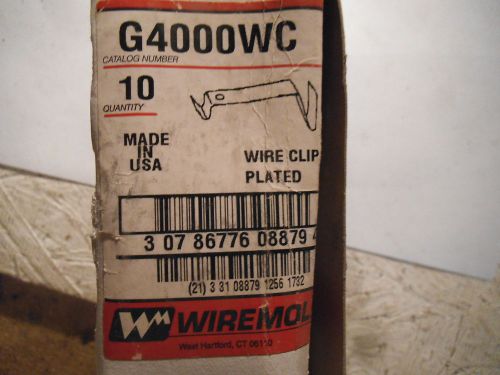 G4000WC
CATALOG NUMBER
10
QUANTITY
MADE
IN
USA
WIRE CLIP
PLATED
3 07 86776 08879 4
(21) 3 31 08879 1256 1732
WIREMOL
West Hartford, CT 06110